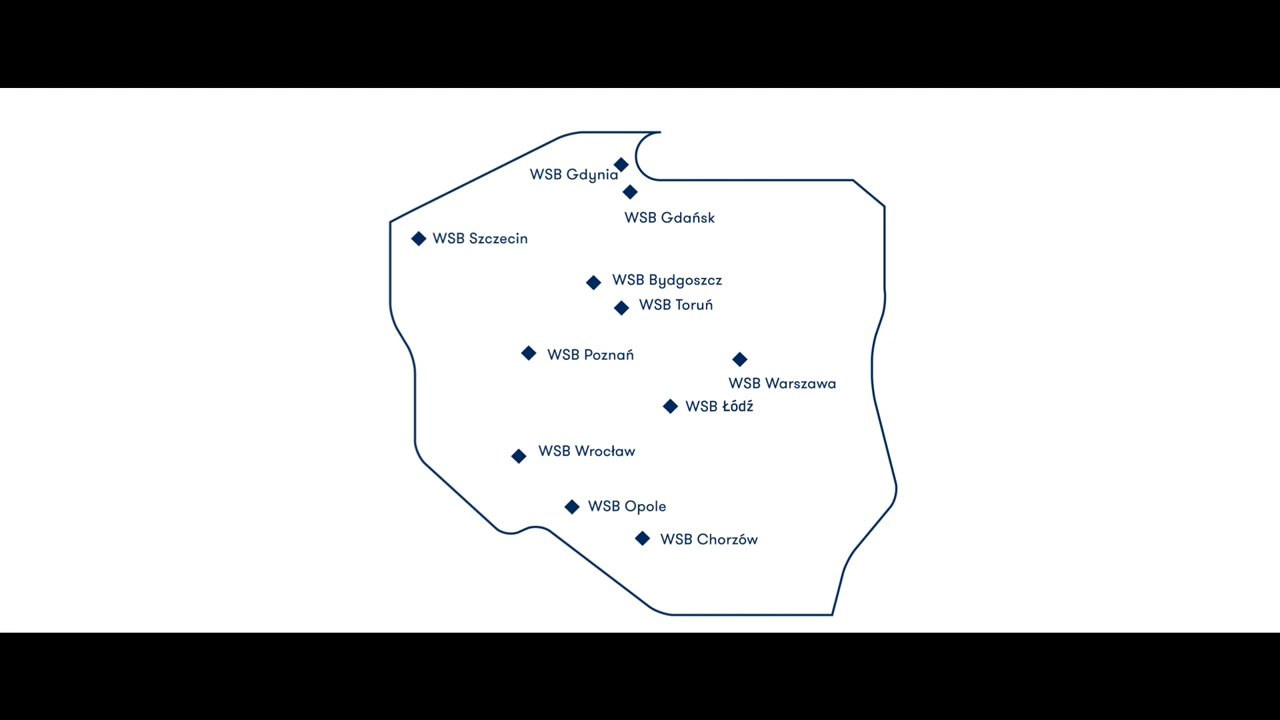 WSB Gdynia
WSB Gdańsk
WSB Szczecin
WSB Bydgoszcz
WSB Toruń
WSB Poznań
WSB Warszawa
WSB Łódź
WSB Wrocław
WSB Opole
WSB Chorzów